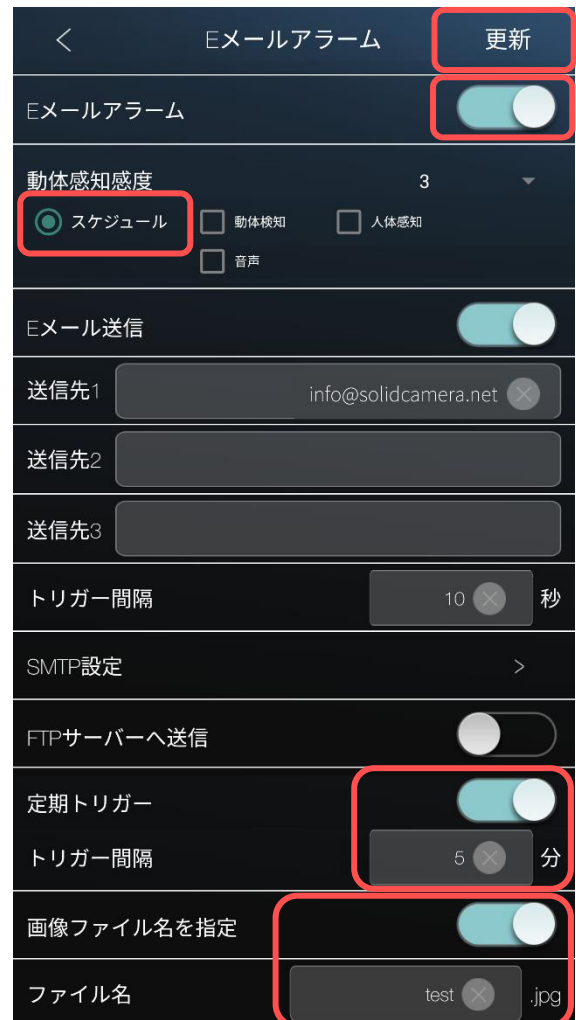 < Eメールアラーム 更新
Eメールアラーム
動体感知感度 3
スケジュール 動体検知 人体感知
音声
Eメール送信
送信先1 info@solidcamera.net
送信先2
送信先3
トリガー間隔 10 秒
SMTP設定 >
FTPサーバーへ送信
定期トリガー
トリガー間隔 5 分
画像ファイル名を指定
ファイル名 test .jpg